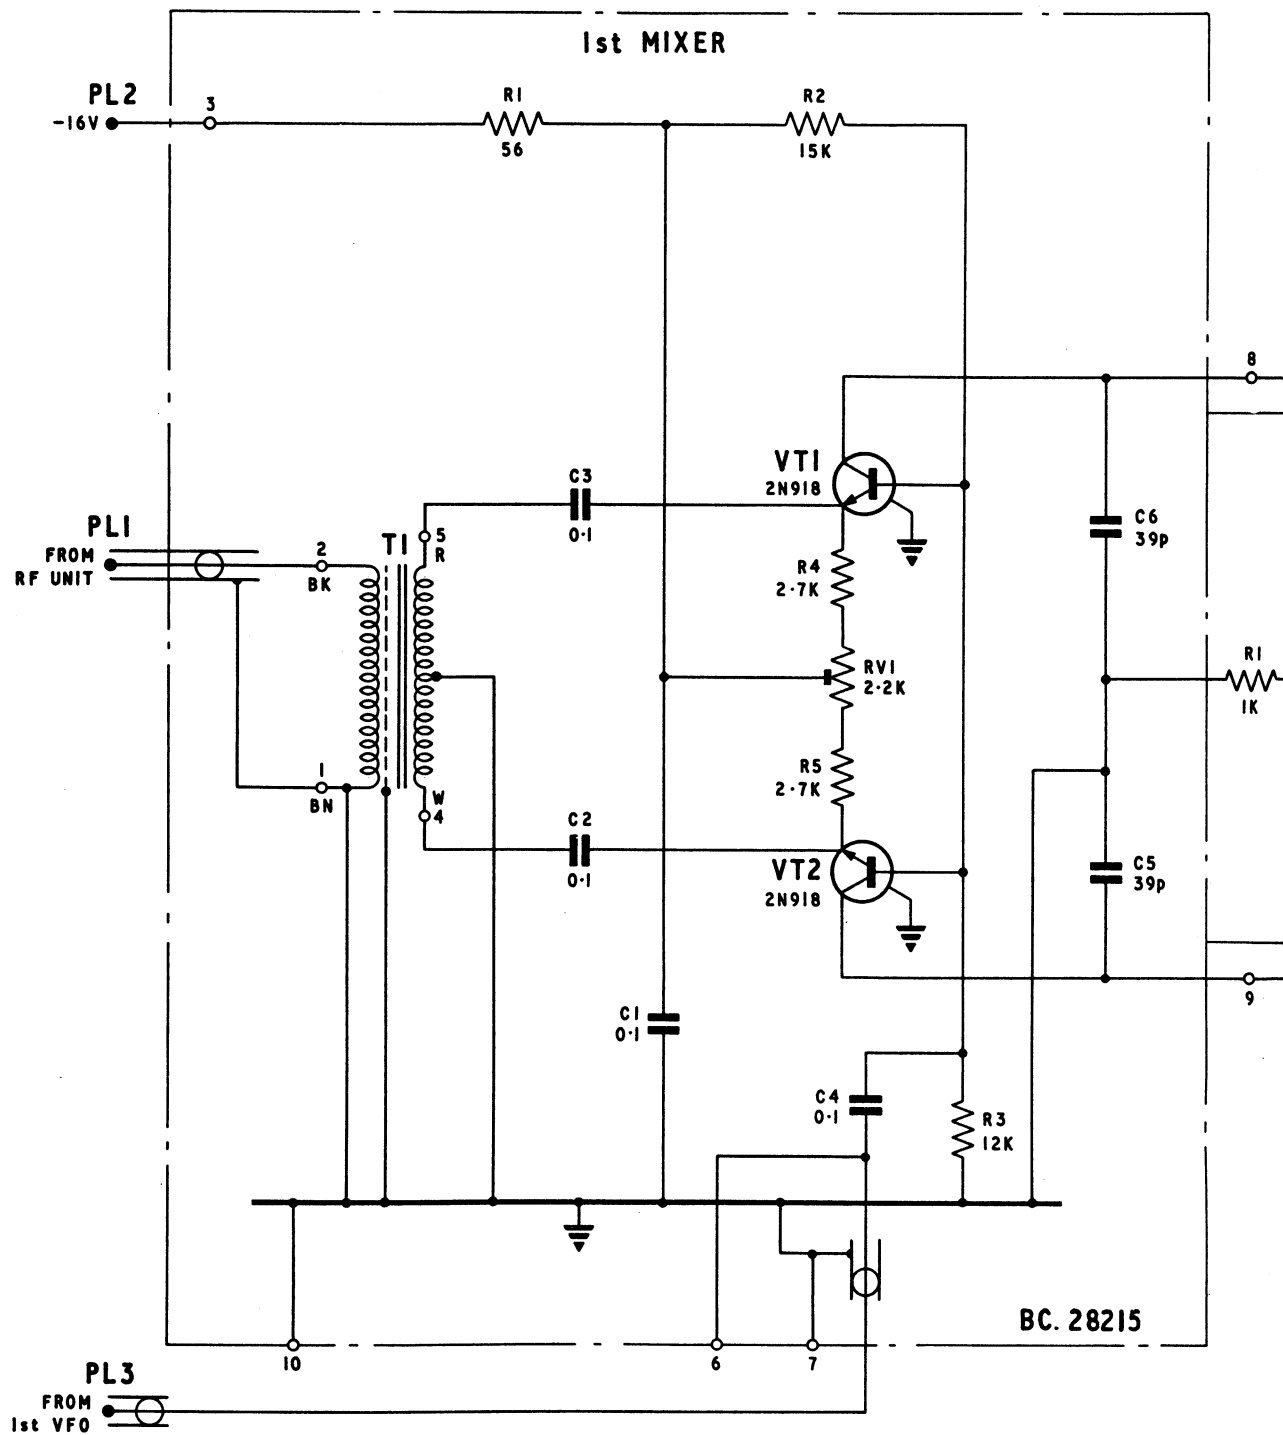 1st MIXER
PL2
-16V
3
R1
56
R2
15K
8
VT1
2N918
C3
0·1
C6
39p
PL1
FROM
RF UNIT
2
BK
T1
5
R
R4
2·7K
RV1
2·2K
R1
1K
R5
2·7K
1
BN
W
4
C2
0·1
VT2
2N918
C5
39p
9
C1
0·1
C4
0·1
R3
12K
BC. 28215
10
6
7
PL3
FROM
1st VFO